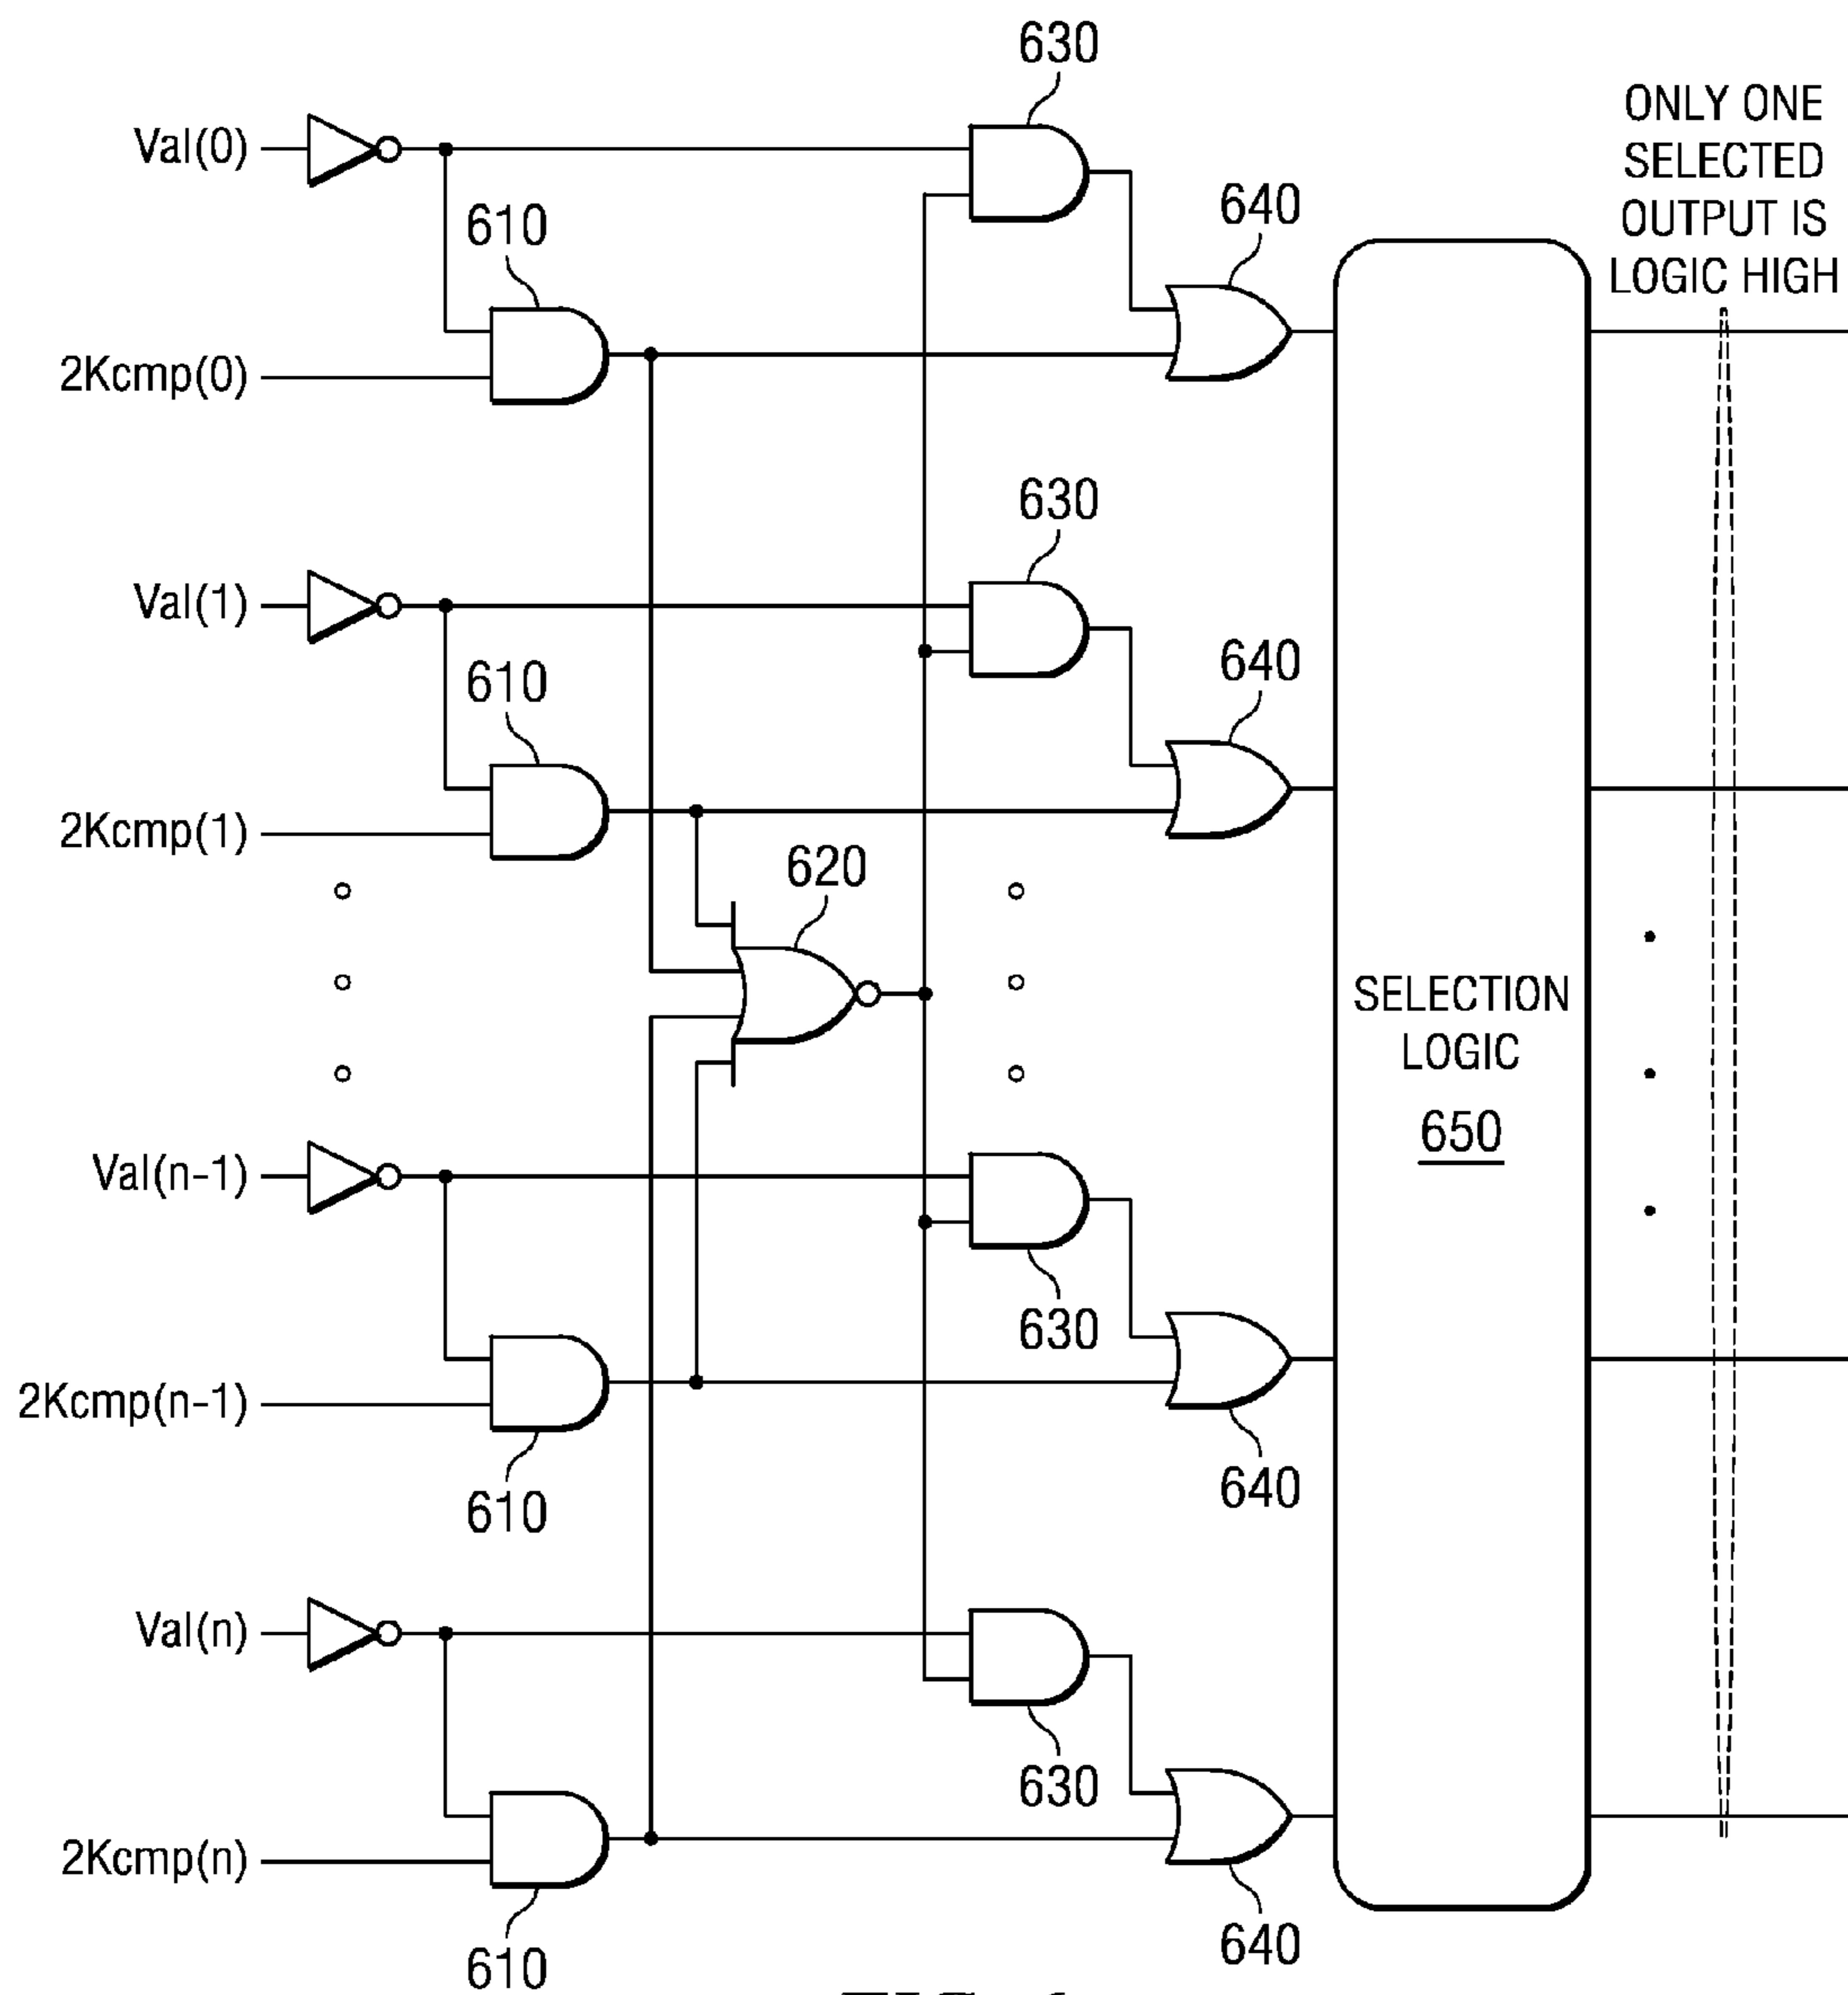 630
ONLY ONE
SELECTED
OUTPUT IS
LOGIC HIGH
Val(0)
610
640
2Kcmp(0)
630
Val(1)
610
640
2Kcmp(1)
620
SELECTION
LOGIC
650
Val(n-1)
630
2Kcmp(n-1)
610
640
Val(n)
630
2Kcmp(n)
610
640